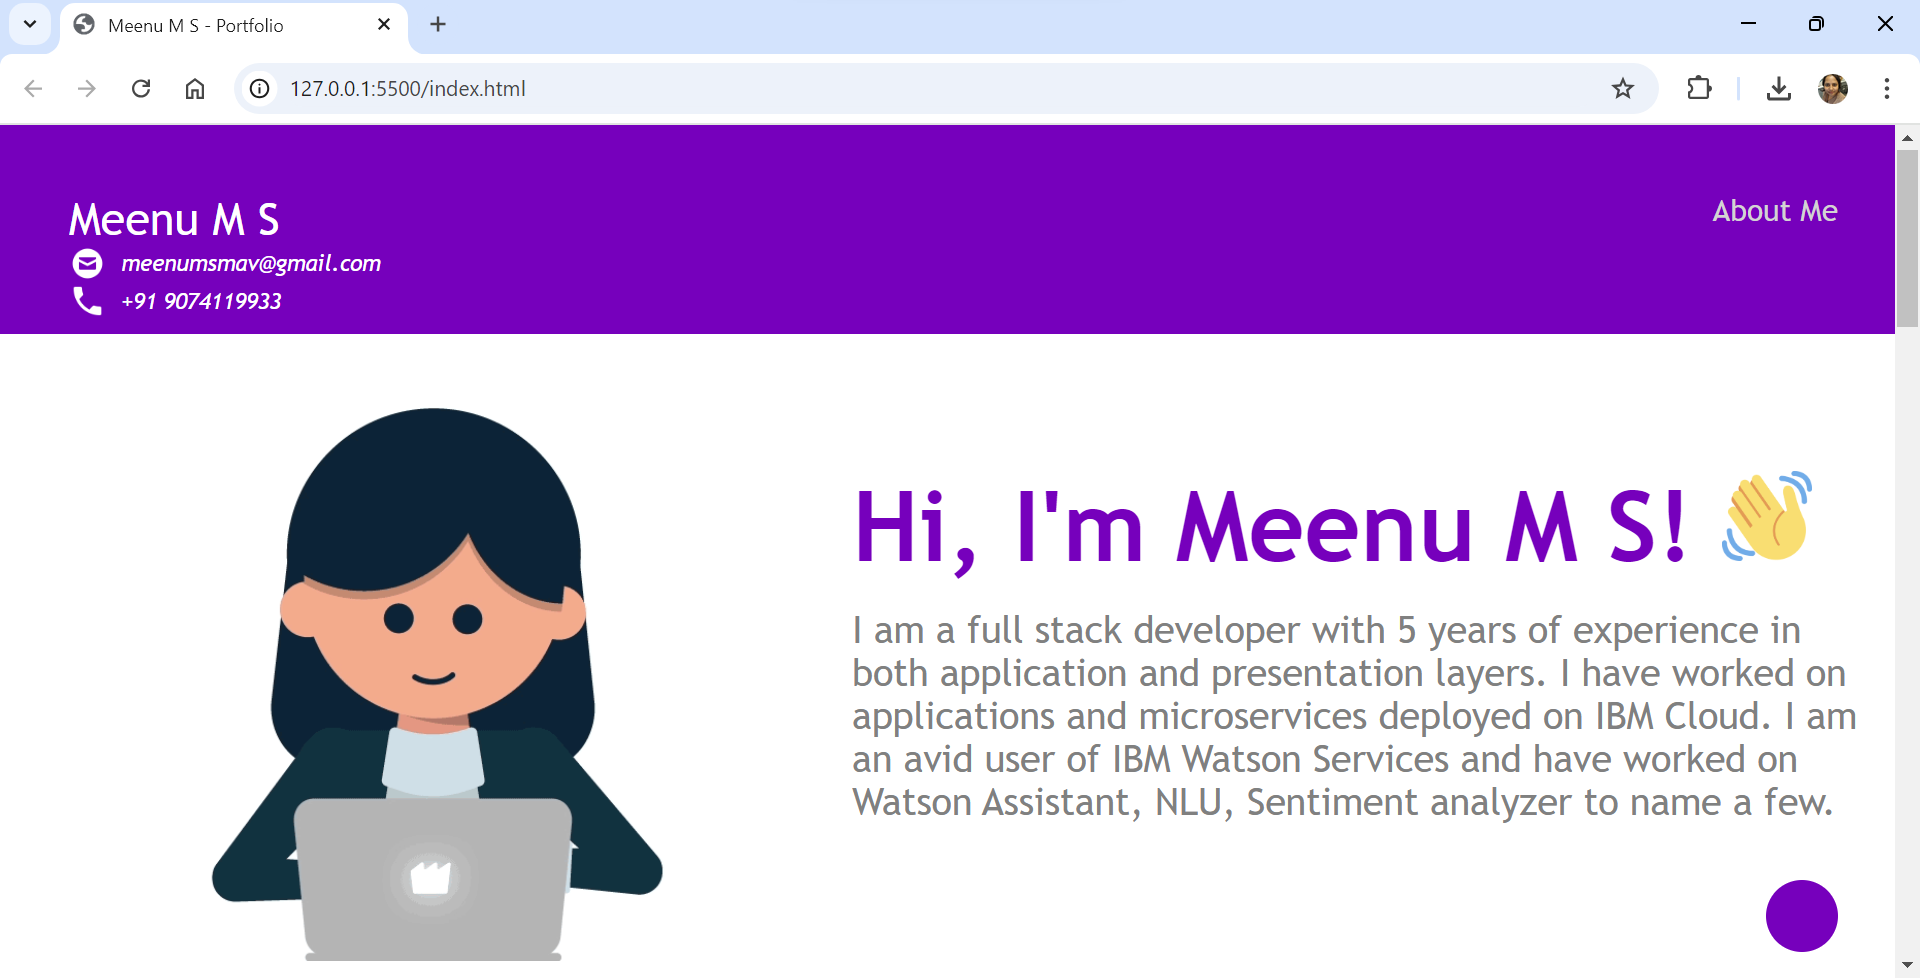 Meenu M S - Portfolio
127.0.0.1:5500/index.html
Meenu M S
About Me
meenumsmav@gmail.com
+91 9074119933
Hi, I'm Meenu M S!
I am a full stack developer with 5 years of experience in
both application and presentation layers. I have worked on
applications and microservices deployed on IBM Cloud. I am
an avid user of IBM Watson Services and have worked on
Watson Assistant, NLU, Sentiment analyzer to name a few.